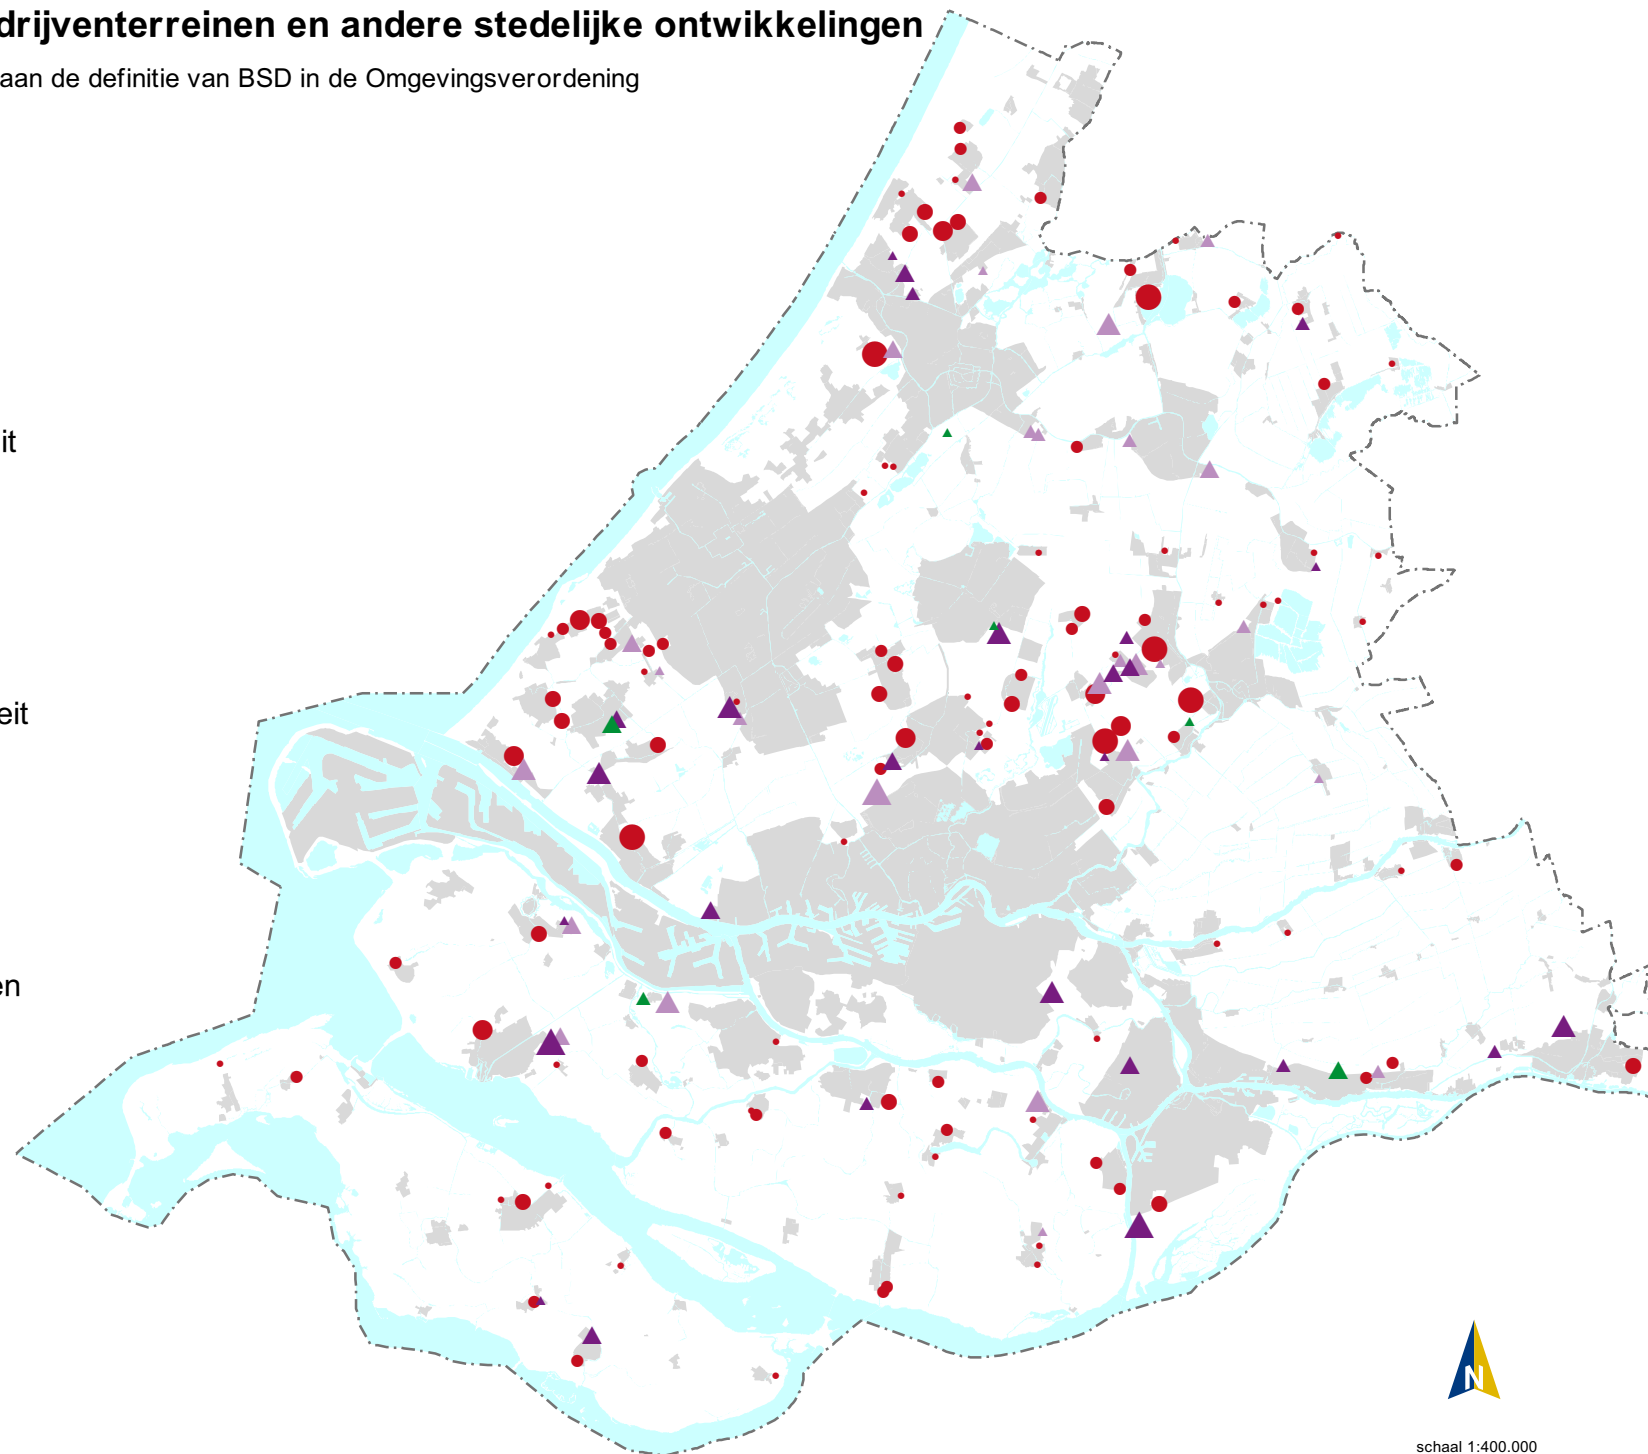 drijventerreinen en andere stedelijke ontwikkelingen
aan de definitie van BSD in de Omgevingsverordening
it
eit
en
N
schaal 1:400.000